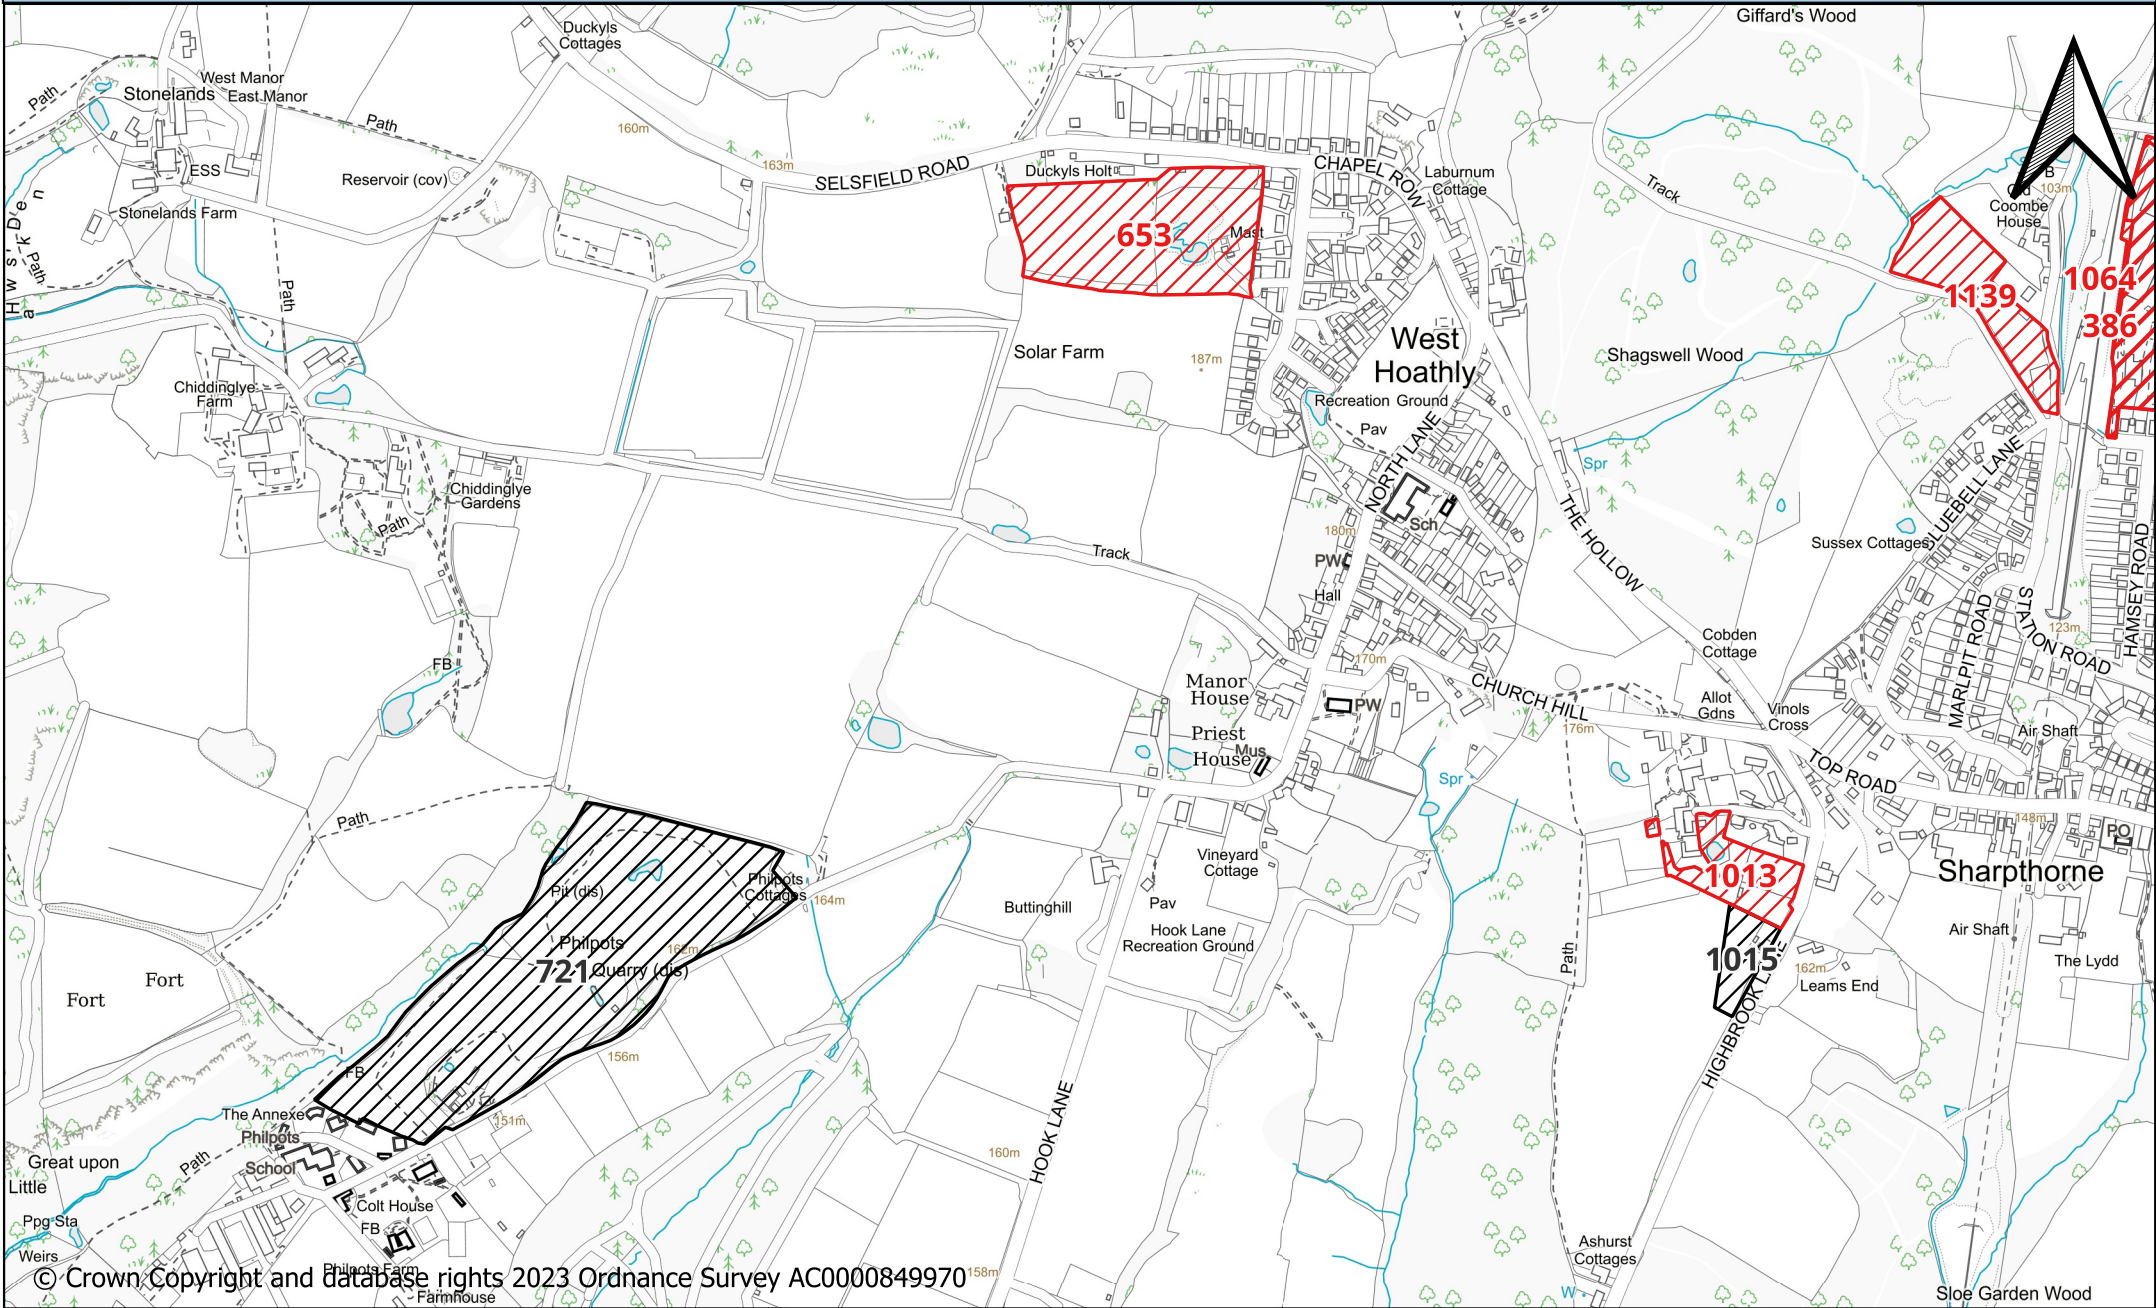 Giffard's Wood
Duckyls
Cottages
West Manor
East Manor
Stonelands
Path
Path
160m
163m
SELSFIELD ROAD
Duckyls Holt
CHAPEL ROW
Laburnum
Cottage
Track
B
103m
Old
Coombe
House
ESS
Reservoir (cov)
Stonelands Farm
Haws' Den
ark
Path
Path
653
Mast
1139
1064
386
West
Hoathly
Solar Farm
187m
Shagswell Wood
Chiddinglye
Farm
Recreation Ground
Pav
NORTH LANE
Spr
BLUEBELL LANE
Chiddinglye
Gardens
Path
Sch
180m
THE HOLLOW
Sussex Cottages
HAMSEY ROAD
Track
PW
Hall
MARLPIT ROAD
STATION ROAD
123m
Cobden
Cottage
FB
170m
Manor
House
CHURCH HILL
PW
Allot
Gdns
Vinols
Cross
176m
Priest
House
Mus
Air Shaft
TOP ROAD
Spr
Path
148m
PO
Vineyard
Cottage
Sharpthorne
Philpots
Cottages
Pit (dis)
164m
1013
Buttinghill
Pav
Hook Lane
Recreation Ground
Philpots
Quarry (dis)
162m
721
Path
1015
Air Shaft
The Lydd
162m
Leams End
HIGHBROOK LANE
Fort
Fort
156m
FB
The Annexe
151m
Philpots
School
HOOK LANE
160m
Path
Great upon
Little
Colt House
FB
Ppg Sta
Weirs
Ashurst
Cottages
Philpots Farm
Farmhouse
158m
W
Sloe Garden Wood
© Crown Copyright and database rights 2023 Ordnance Survey AC0000849970